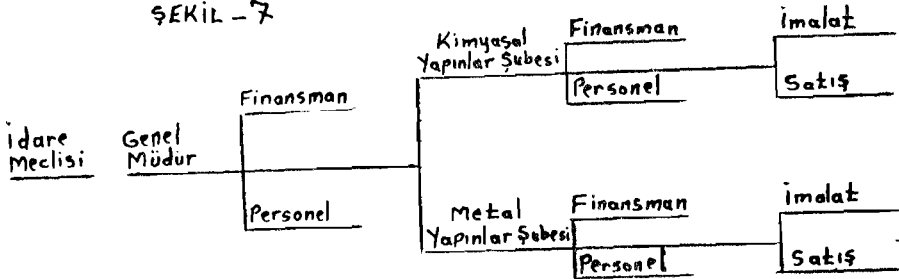 ŞEKİL - 7
İdare
Meclisi
Genel
Müdür
Finansman
Personel
Kimyasal
Yapınlar Şubesi
Finansman
Personel
İmalat
Satış
Metal
Yapınlar Şubesi
Finansman
Personel
İmalat
Satış